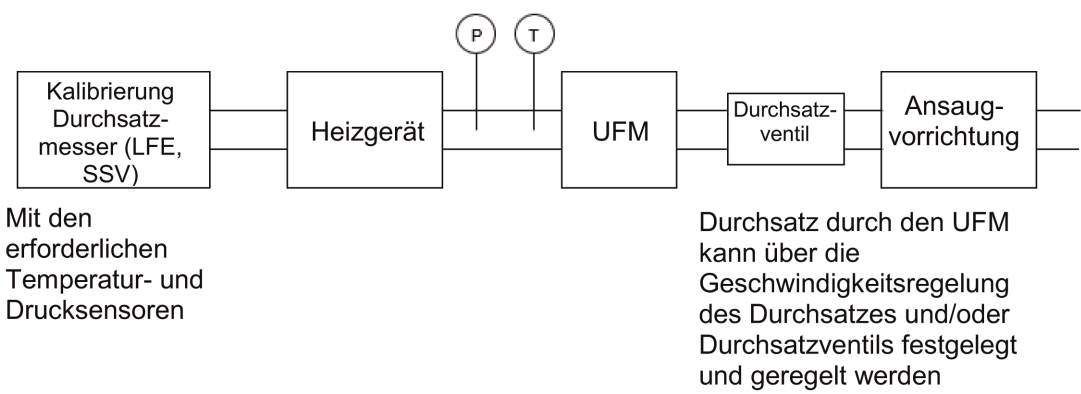 P
T
Kalibrierung
Durchsatz-
messer (LFE,
SSV)
Heizgerät
UFM
Durchsatz-
ventil
Ansaug-
vorrichtung
Mit den
erforderlichen
Temperatur- und
Drucksensoren
Durchsatz durch den UFM
kann über die
Geschwindigkeitsregelung
des Durchsatzes und/oder
Durchsatzventils festgelegt
und geregelt werden